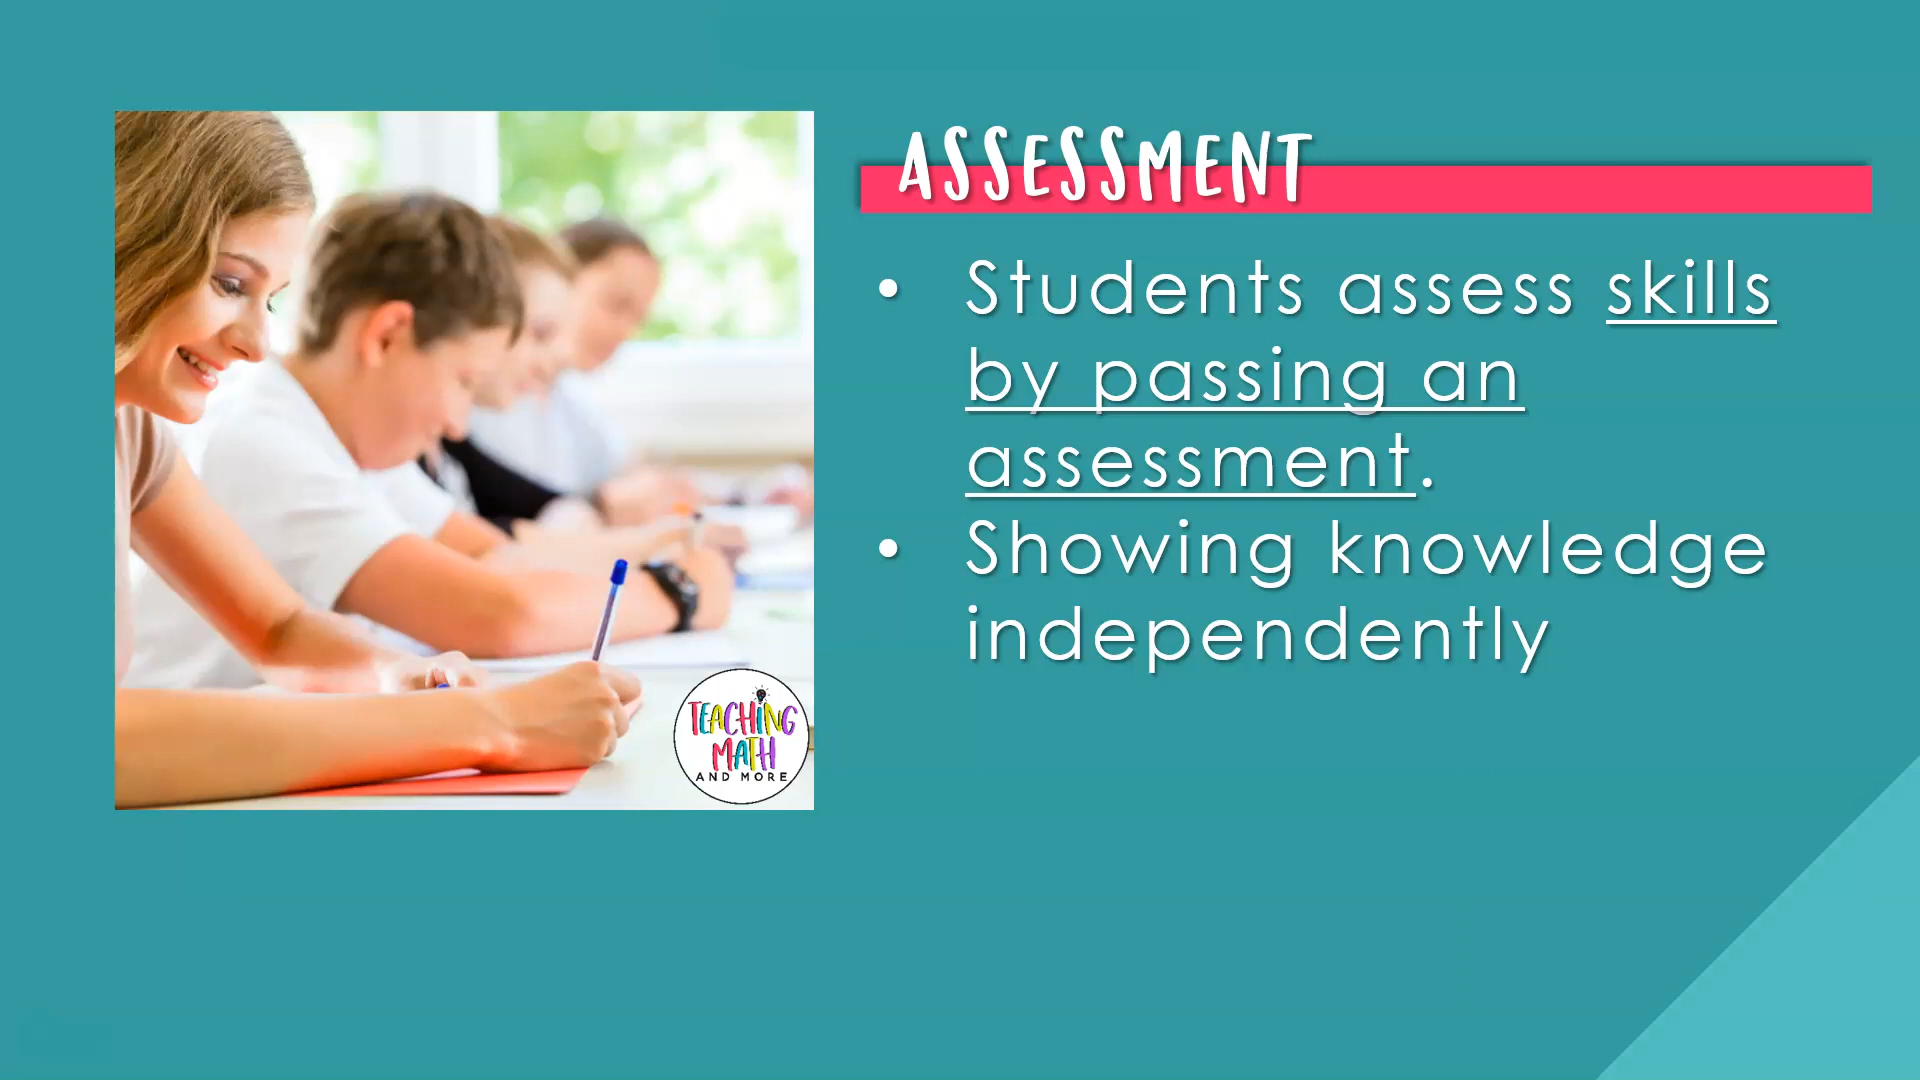 ASSESSMENT
• Students assess skills
by passing an
assessment.
• Showing knowledge
independently
TEACHING
MATH
AND MORE